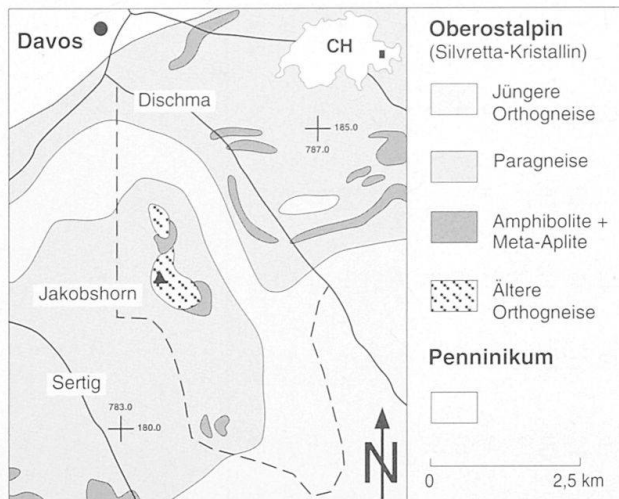 Davos
CH
Dischma
185.0
787.0
Jakobshorn
Sertig
783.0
180.0
N
Oberostalpin
(Silvretta-Kristallin)
Jüngere
Orthogneise
Paragneise
Amphibolite +
Meta-Aplite
Ältere
Orthogneise
Penninikum
0 2,5 km